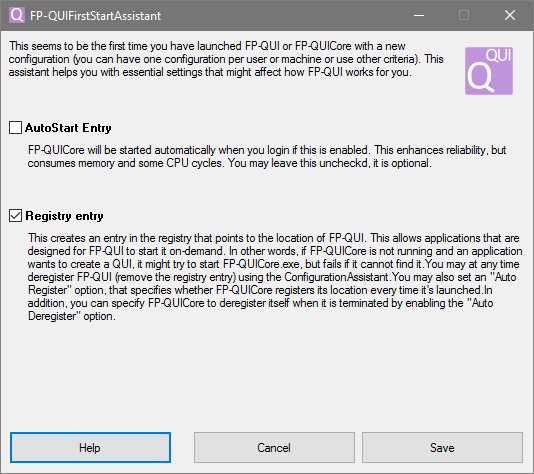 FP-QUIFirstStartAssistant
This seems to be the first time you have launched FP-QUI or FP-QUICore with a new
configuration (you can have one configuration per user or machine or use other criteria). This
assistant helps you with essential settings that might affect how FP-QUI works for you.
QUI
Q
AutoStart Entry
FP-QUICore will be started automatically when you login if this is enabled. This enhances reliability, but
consumes memory and some CPU cycles. You may leave this uncheckd, it is optional.
Registry entry
This creates an entry in the registry that points to the location of FP-QUI. This allows applications that are
designed for FP-QUI to start it on-demand. In other words, if FP-QUICore is not running and an application
wants to create a QUI, it might try to start FP-QUICore.exe, but fails if it cannot find it.You may at any time
deregister FP-QUI (remove the registry entry) using the ConfigurationAssistant.You may also set an "Auto
Register" option, that specifies whether FP-QUICore registers its location every time it's launched.In
addition, you can specify FP-QUICore to deregister itself when it is terminated by enabling the "Auto
Deregister" option.
Help
Cancel
Save